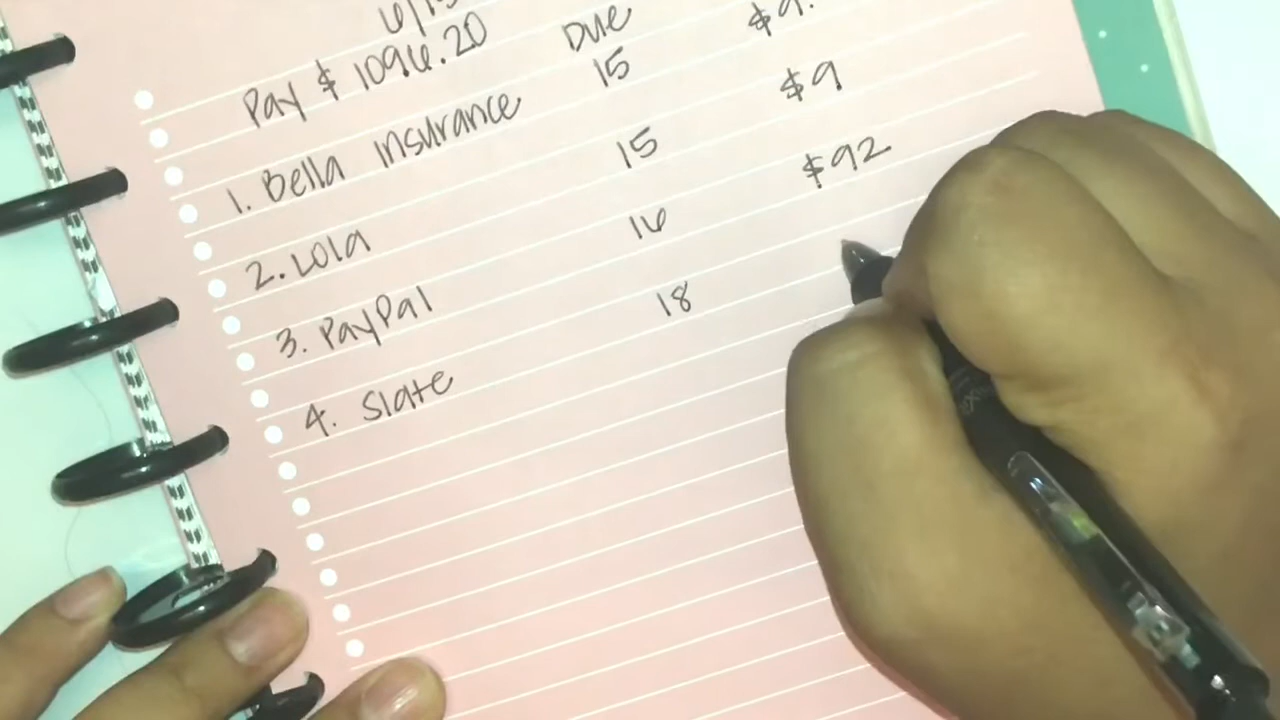 Pay $ 1096.20 Due
1. Bella Insurance 15
2. Lola 15 $9
3. PayPal 16 $92
4. Slate 18